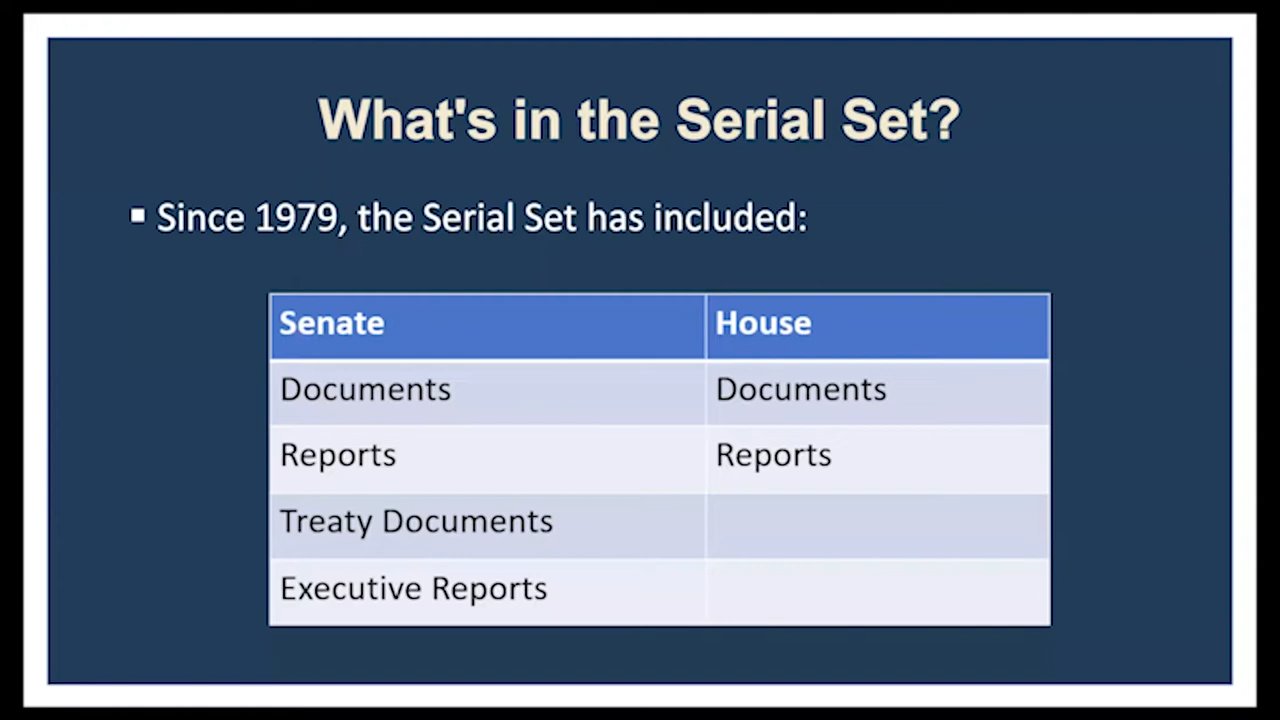 What's in the Serial Set?
▪ Since 1979, the Serial Set has included:
Senate House
Documents Documents
Reports Reports
Treaty Documents
Executive Reports